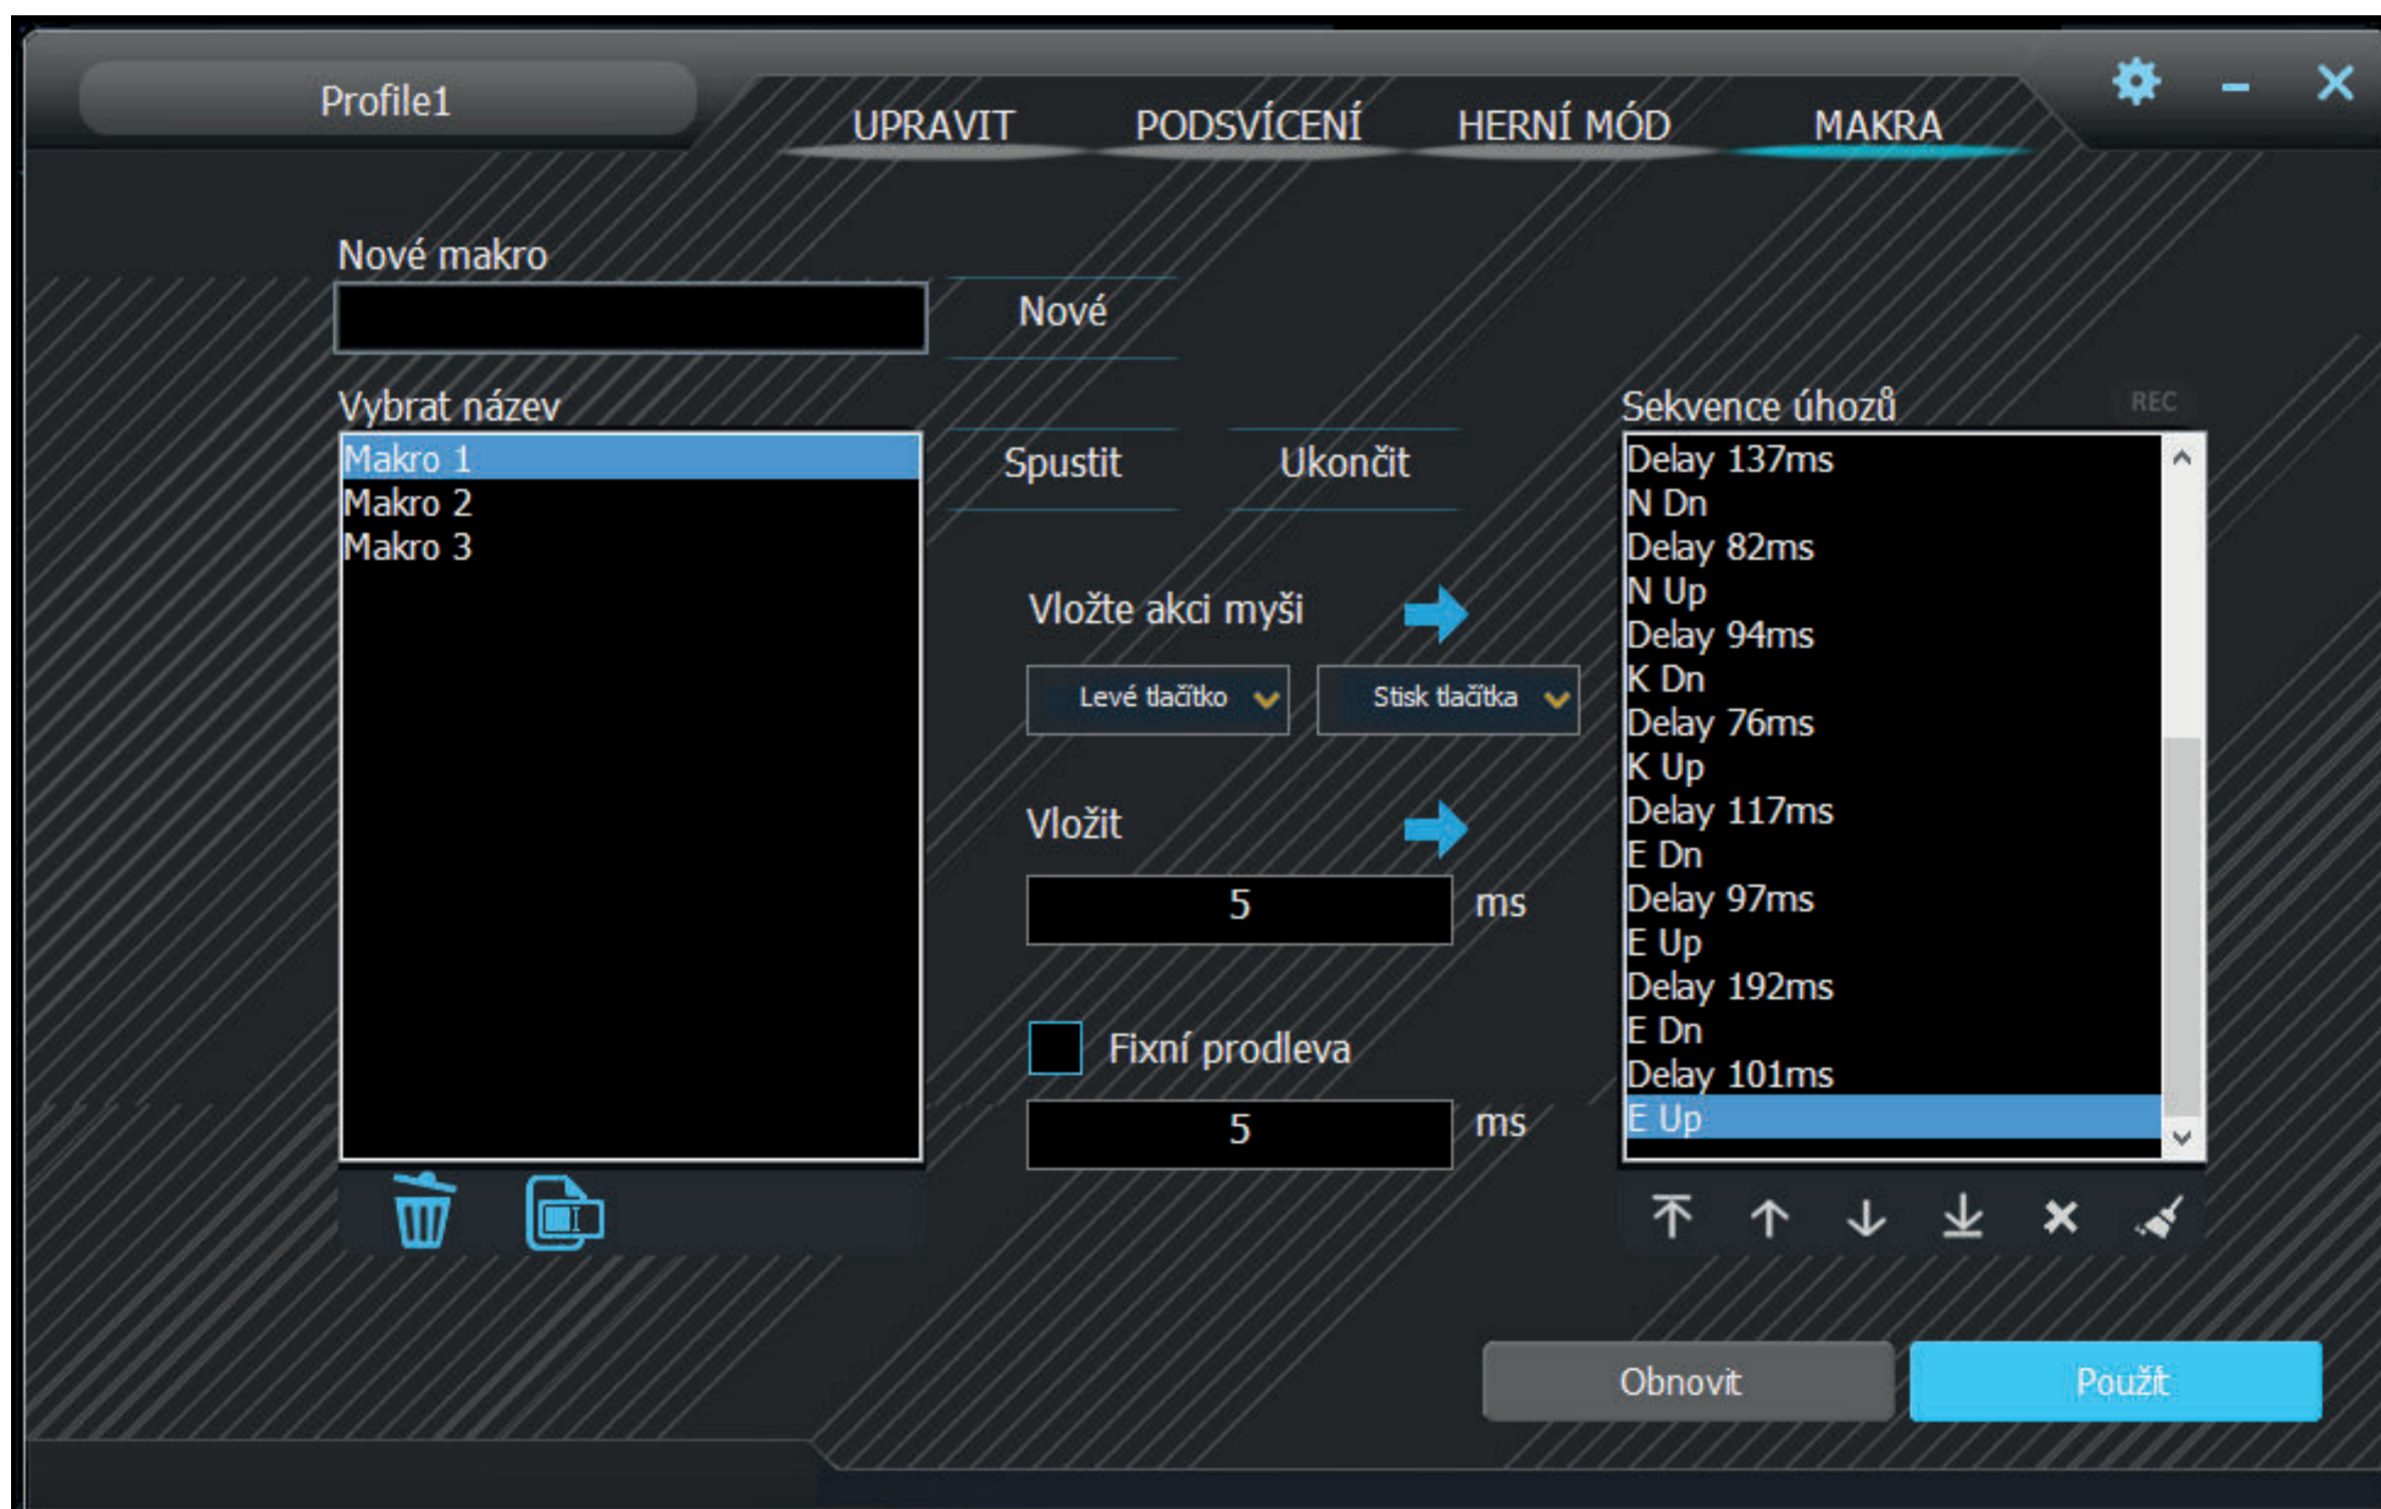 Profile1
UPRAVIT
PODSVÍCENÍ
HERNÍ MÓD
MAKRA
Nové makro
Nové
Vybrat název
Makro 1
Makro 2
Makro 3
Spustit
Ukončit
Vložte akci myši
Levé tlačítko
Stisk tlačítka
Vložit
5
ms
Fixní prodleva
5
ms
Sekvence úhozů
REC
Delay 137ms
N Dn
Delay 82ms
N Up
Delay 94ms
K Dn
Delay 76ms
K Up
Delay 117ms
E Dn
Delay 97ms
E Up
Delay 192ms
E Dn
Delay 101ms
E Up
Obnovit
Použít